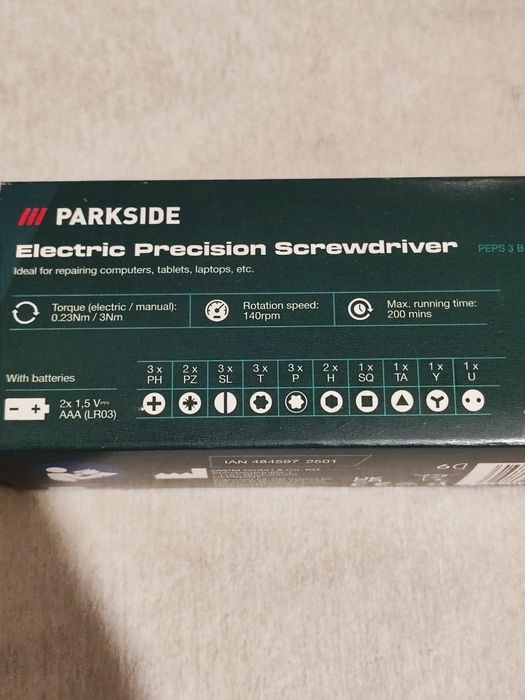 PARKSIDE
Electric Precision Screwdriver PEPS 3 B
Ideal for repairing computers, tablets, laptops, etc.
Torque (electric / manual):
0.23Nm / 3Nm
Rotation speed:
140rpm
Max. running time:
200 mins
With batteries
2x 1,5 V
AAA (LR03)
3 x 2 x 3 x 3 x 3 x 2 x 1 x 1 x 1 x 1 x
PH PZ SL T P H SQ TA Y U
IAN 484597 2501